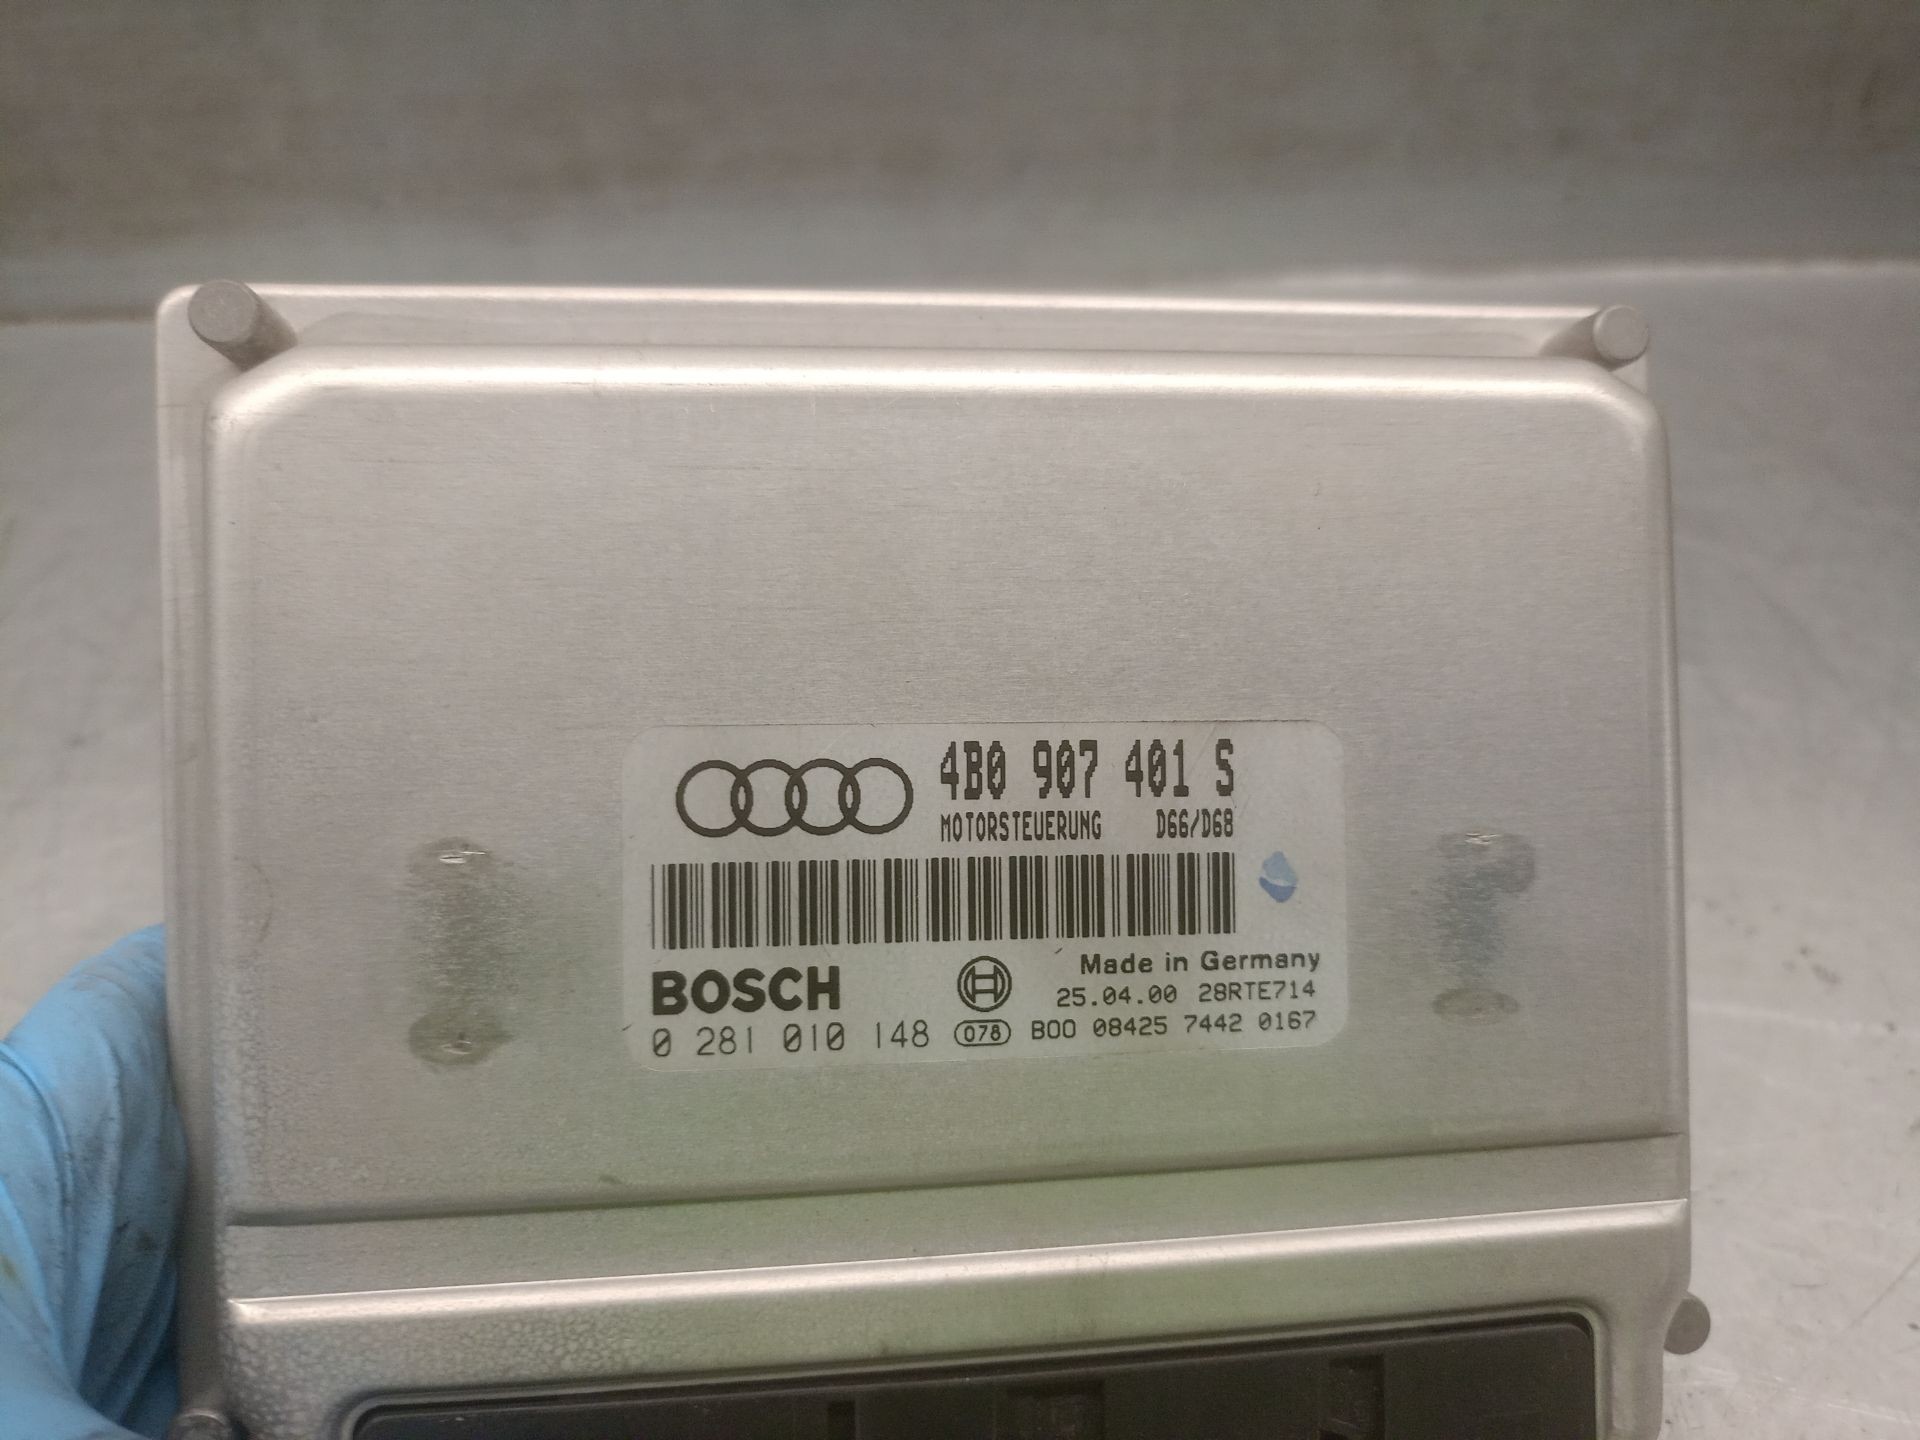 4B0 907 401 S
MOTORSTEUERUNG D66/D68
BOSCH
Made in Germany
25.04.00 28RTE714
0 281 010 148 078 B00 08425 7442 0167